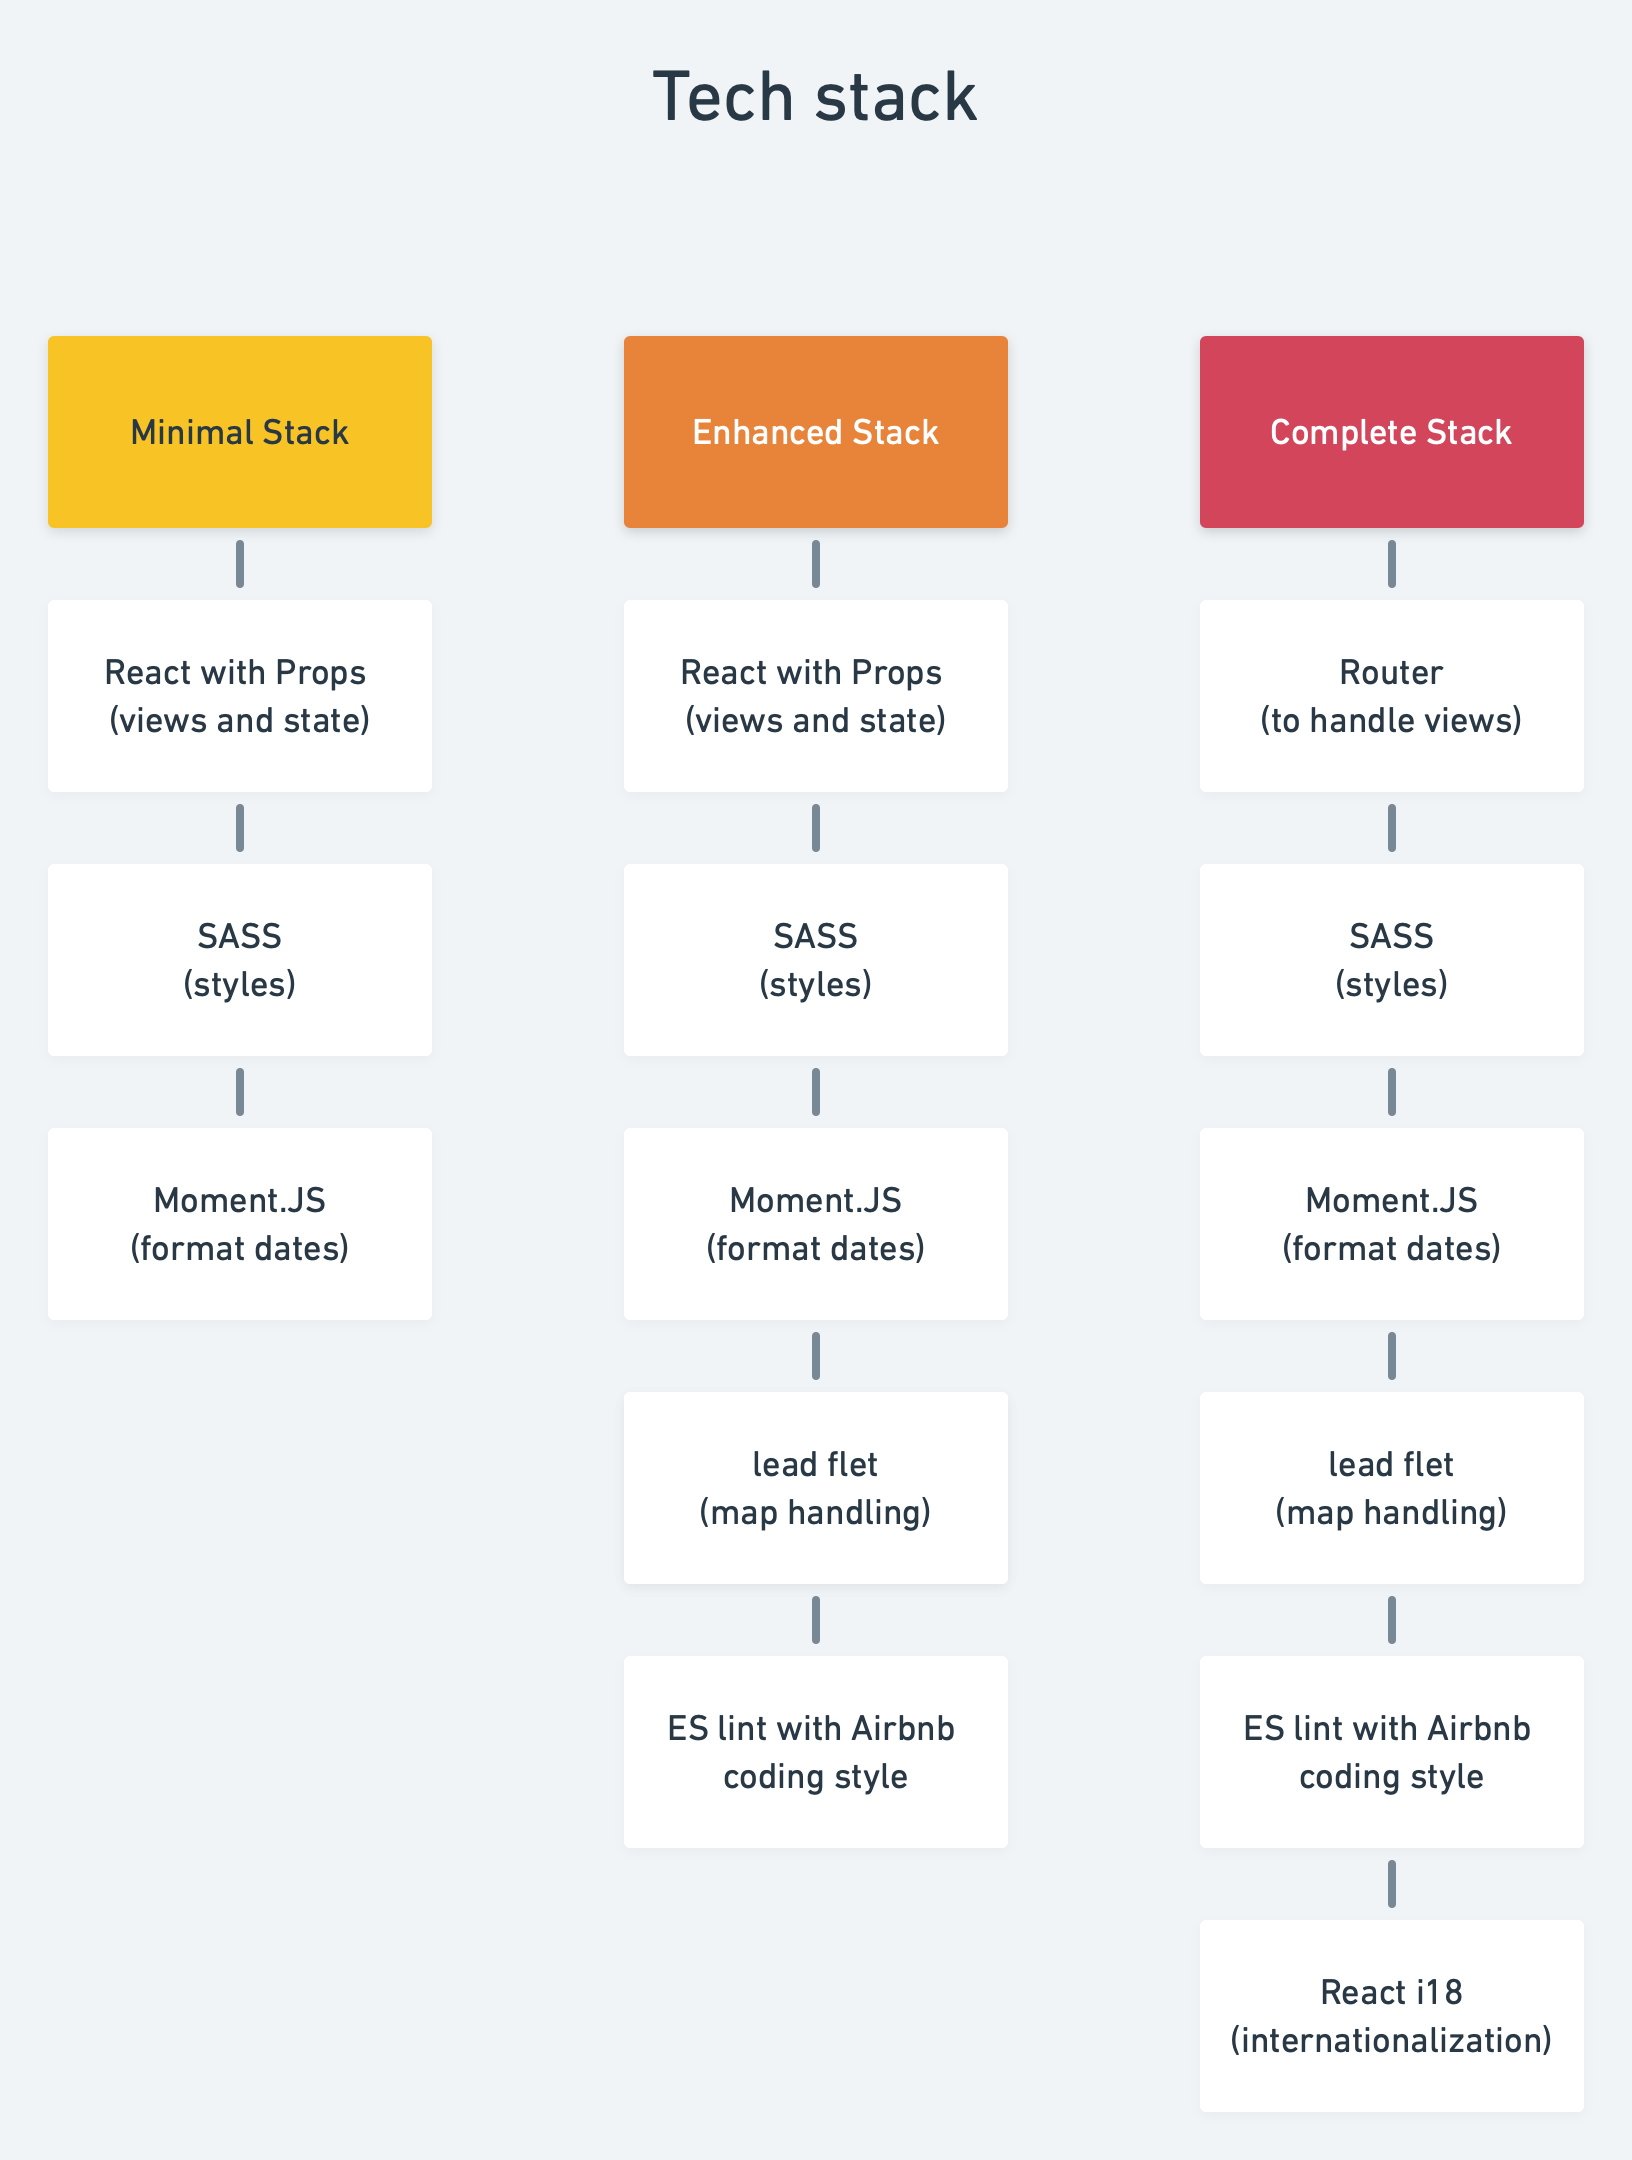 Tech stack
Minimal Stack
React with Props
(views and state)
SASS
(styles)
Moment.JS
(format dates)
Enhanced Stack
React with Props
(views and state)
SASS
(styles)
Moment.JS
(format dates)
lead flet
(map handling)
ES lint with Airbnb
coding style
Complete Stack
Router
(to handle views)
SASS
(styles)
Moment.JS
(format dates)
lead flet
(map handling)
ES lint with Airbnb
coding style
React i18
(internationalization)